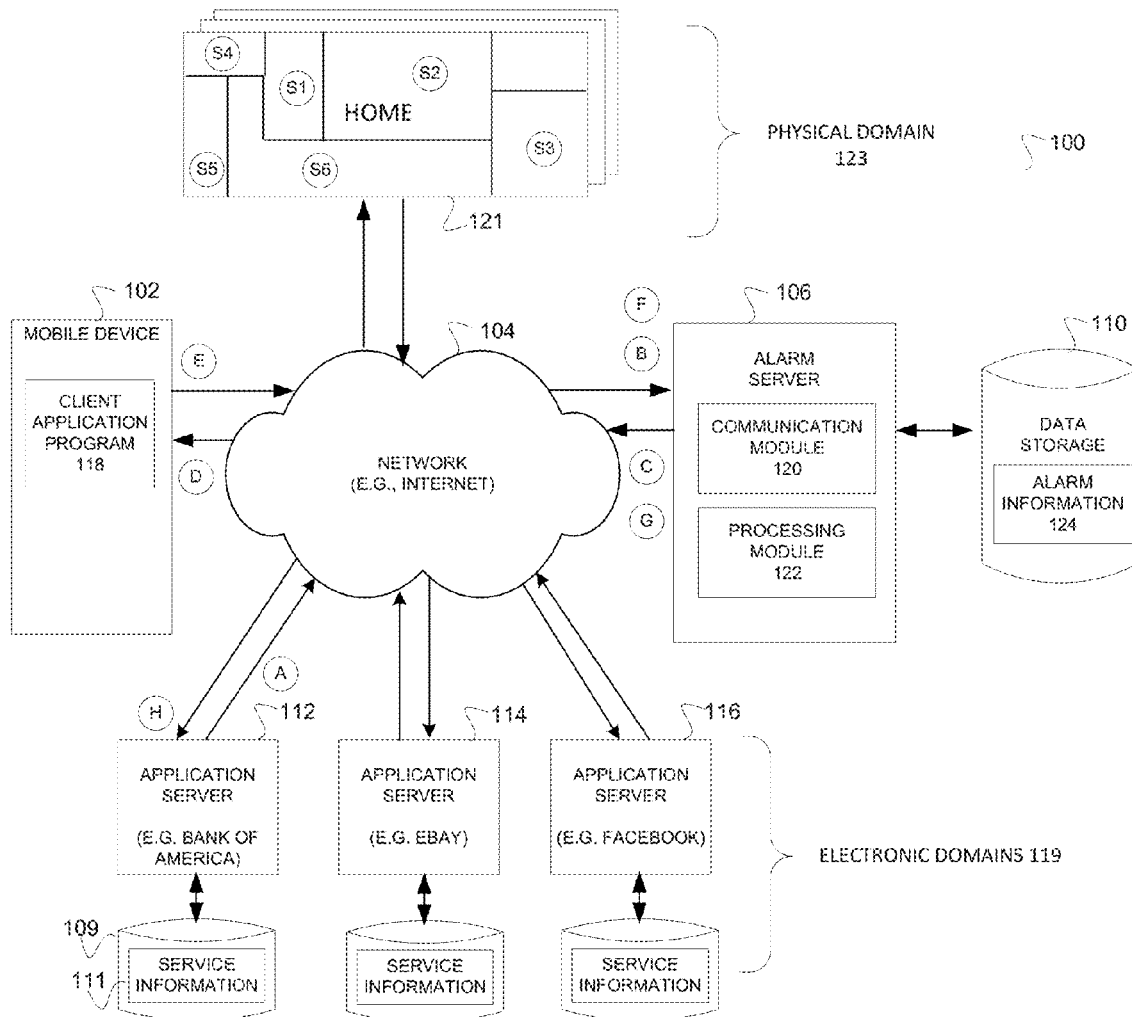 S4
S1
S2
HOME
S3
S5
S6
PHYSICAL DOMAIN
123
100
121
102
MOBILE DEVICE
E
CLIENT
APPLICATION
PROGRAM
118
D
104
NETWORK
(E.G., INTERNET)
F
B
C
G
106
ALARM
SERVER
COMMUNICATION
MODULE
120
PROCESSING
MODULE
122
110
DATA
STORAGE
ALARM
INFORMATION
124
A
H
112
APPLICATION
SERVER
(E.G. BANK OF
AMERICA)
114
APPLICATION
SERVER
(E.G. EBAY)
116
APPLICATION
SERVER
(E.G. FACEBOOK)
ELECTRONIC DOMAINS 119
109
111
SERVICE
INFORMATION
SERVICE
INFORMATION
SERVICE
INFORMATION